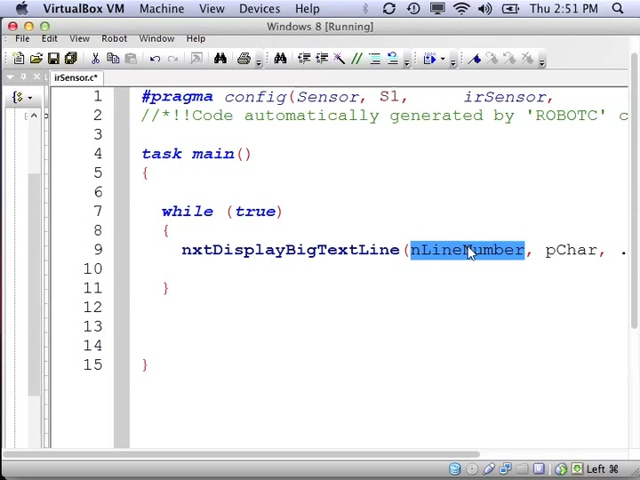 VirtualBox VM Machine View Devices Help Thu 2:51 PM
Windows 8 [Running]
File Edit View Robot Window Help
irSensor.c*
1 #pragma config(Sensor, S1, irSensor,
2 //*!!Code automatically generated by 'ROBOTC' c
3
4 task main()
5 {
6
7 while (true)
8 {
9 nxtDisplayBigTextLine(nLineNumber, pChar, .
10
11 }
12
13
14
15 }
Left ⌘